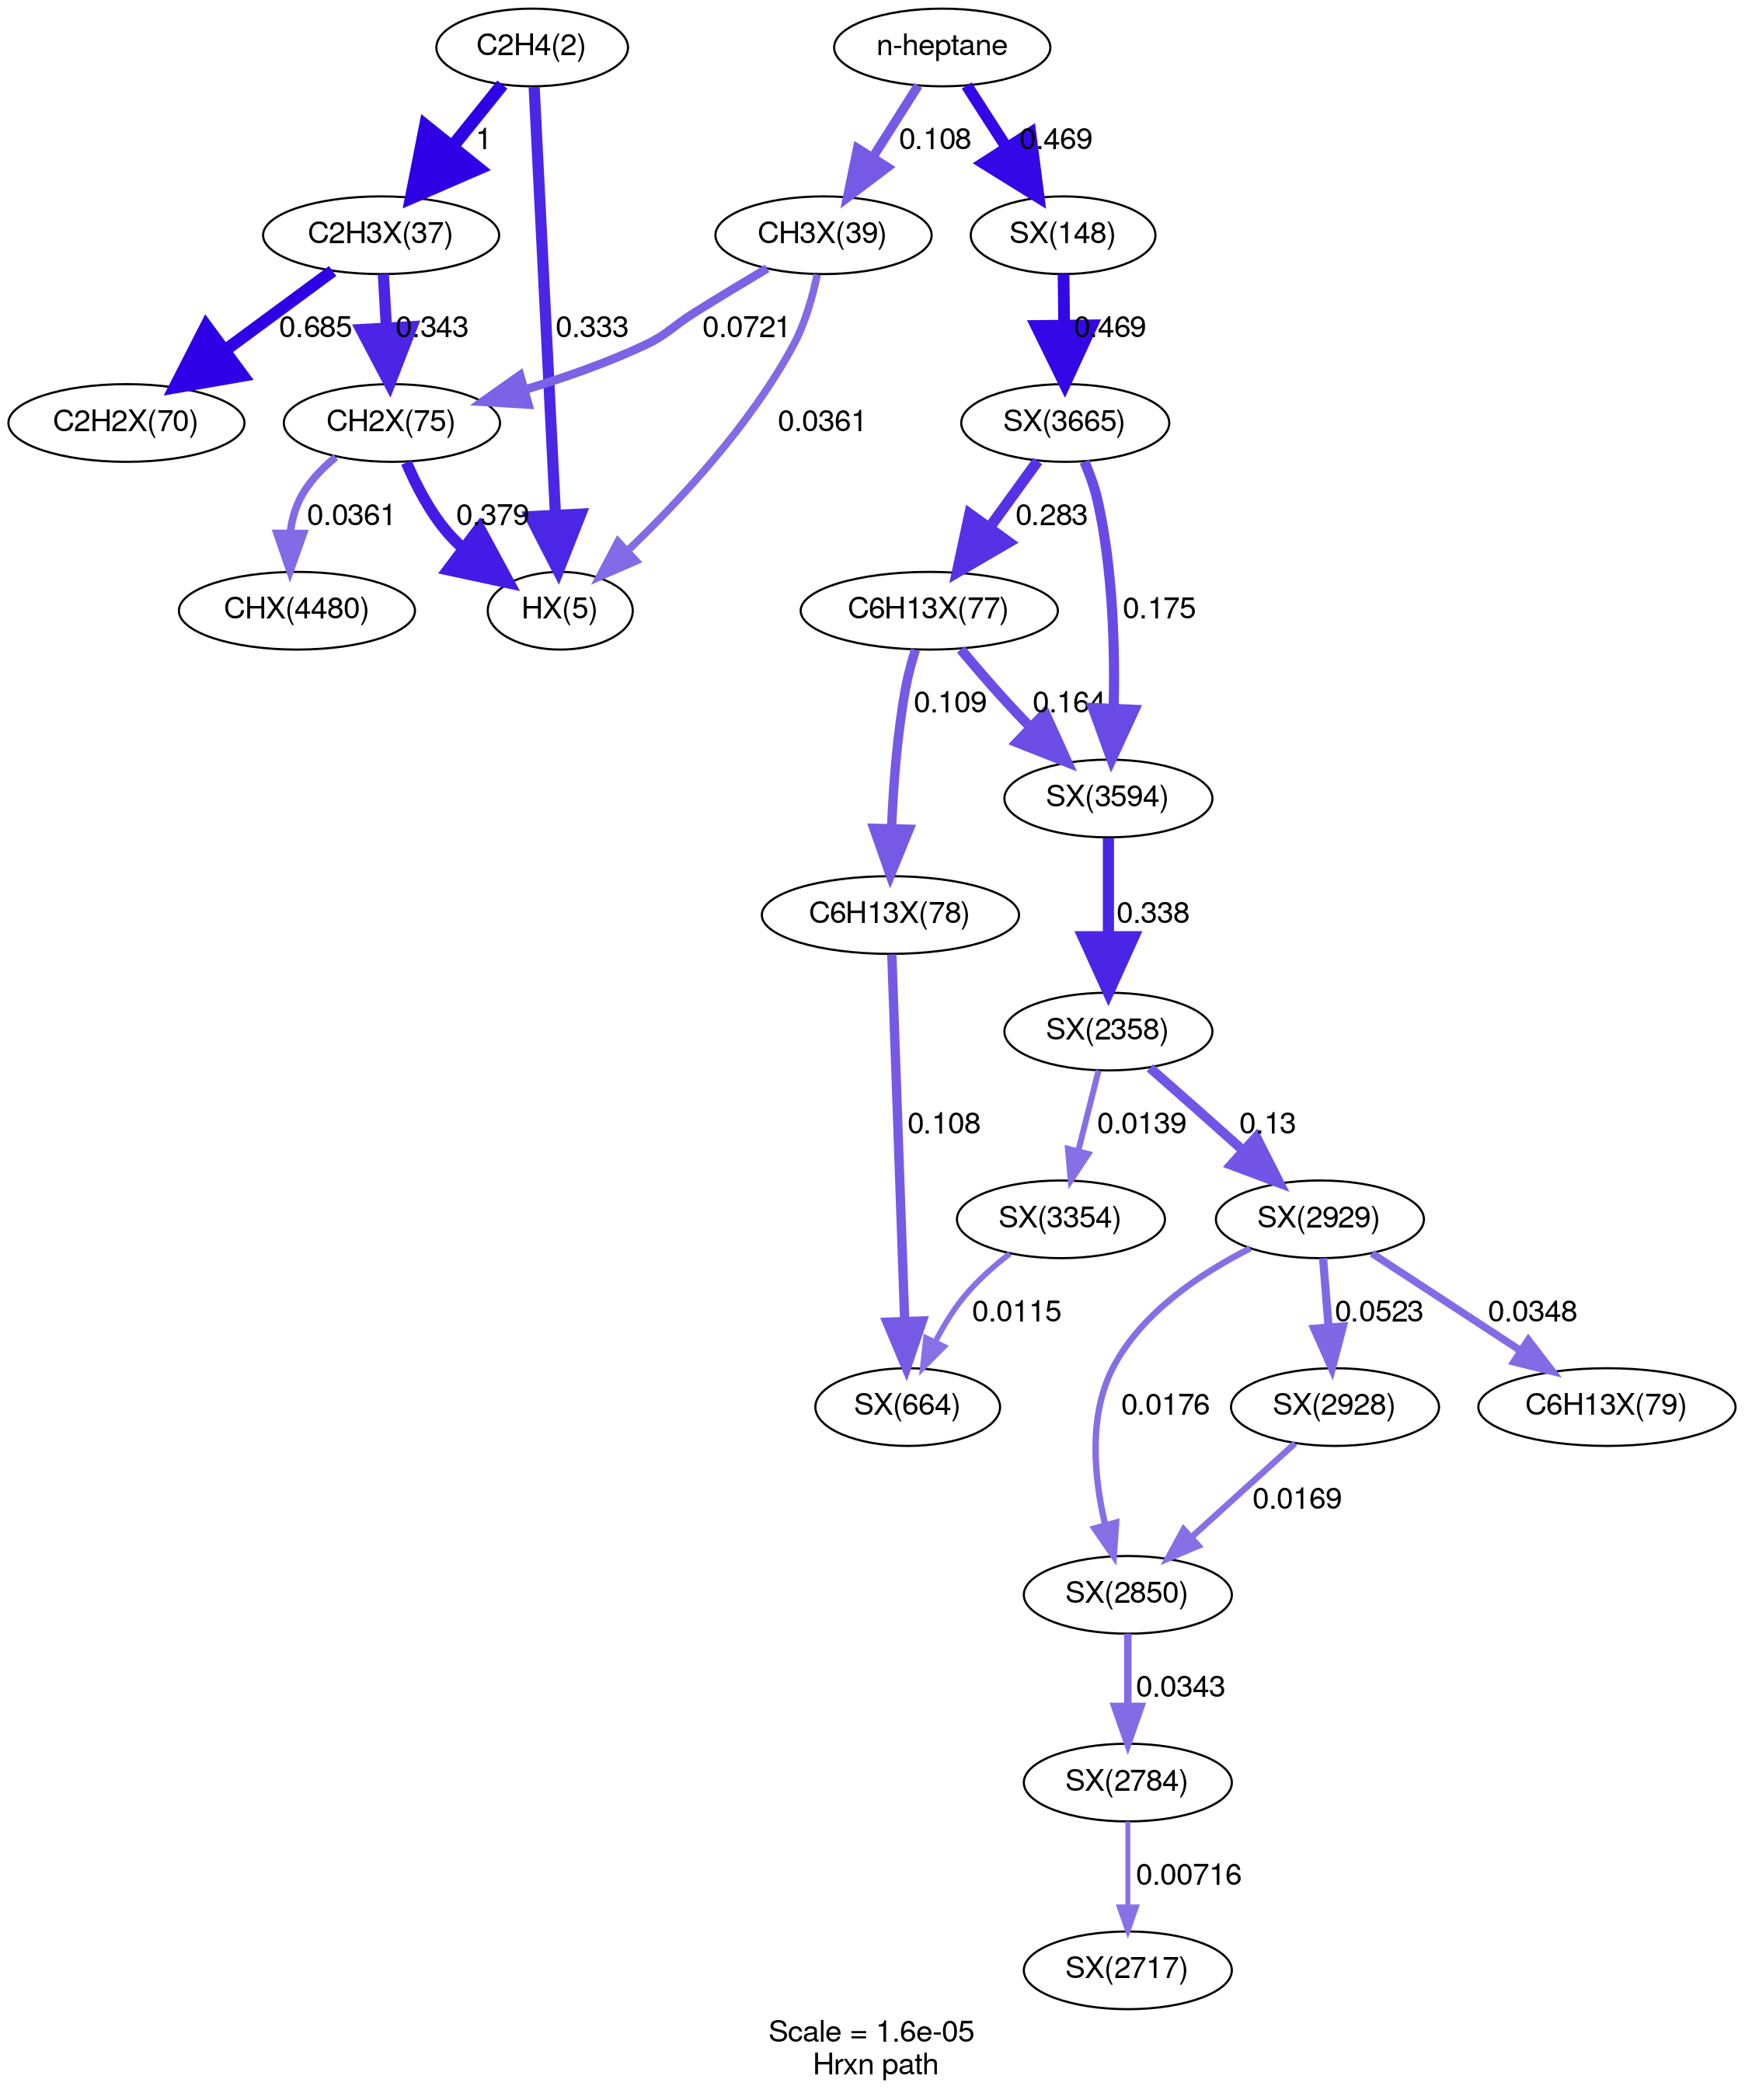 C2H4(2)
n-heptane
1
0.108
0.469
C2H3X(37)
CH3X(39)
SX(148)
0.685
0.343
0.333
0.0721
0.469
C2H2X(70)
CH2X(75)
SX(3665)
0.0361
0.0361
0.379
0.283
CHX(4480)
HX(5)
C6H13X(77)
0.175
0.109
0.164
SX(3594)
C6H13X(78)
0.338
SX(2358)
0.108
0.0139
0.13
SX(3354)
SX(2929)
0.0115
0.0523
0.0348
0.0176
SX(664)
SX(2928)
C6H13X(79)
0.0169
SX(2850)
0.0343
SX(2784)
0.00716
SX(2717)
Scale = 1.6e-05
Hrxn path